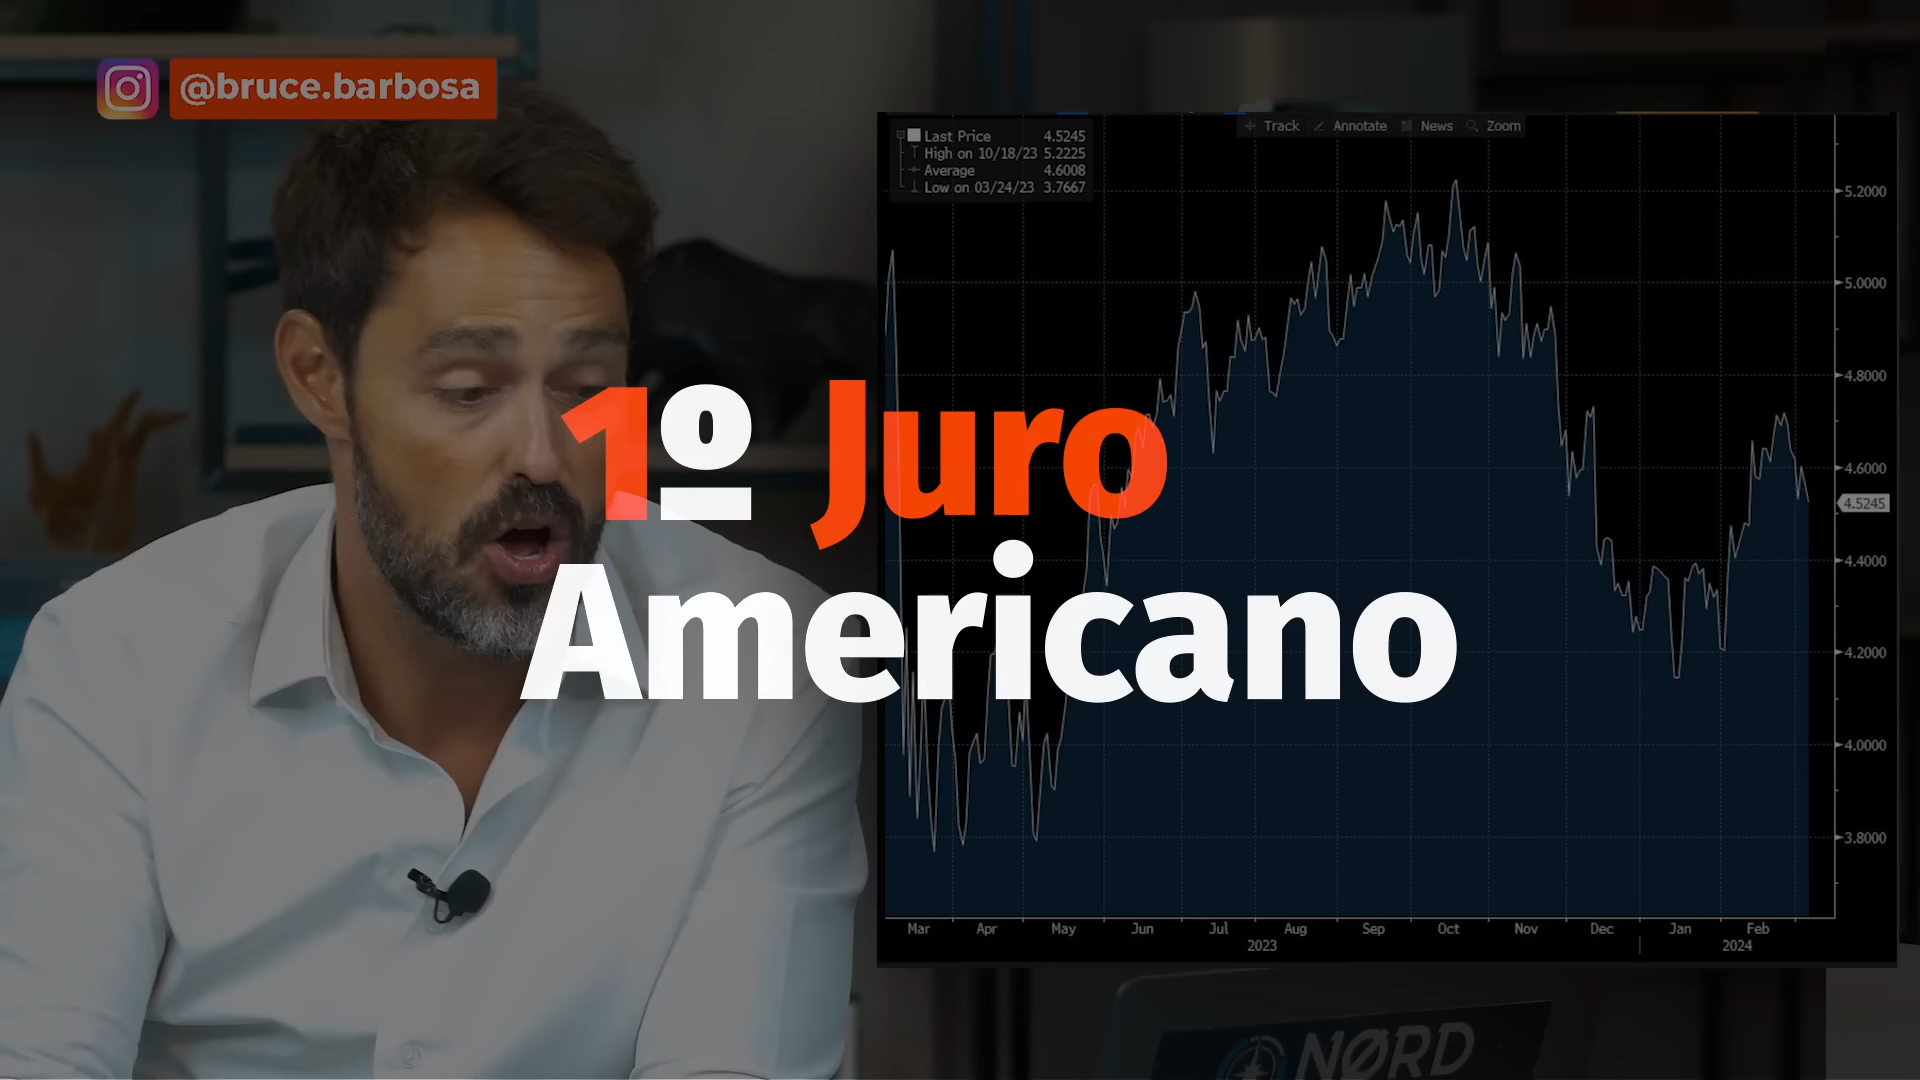 @bruce.barbosa
Last Price 4.5245
High on 10/18/23 5.2225
Average 4.6008
Low on 03/24/23 3.7667
Track Annotate News Zoom
5.2000
5.0000
4.8000
4.6000
4.5245
4.4000
4.2000
4.0000
3.8000
1º Juro
Americano
Mar Apr May Jun Jul Aug Sep Oct Nov Dec Jan Feb
2023 2024
NØRD